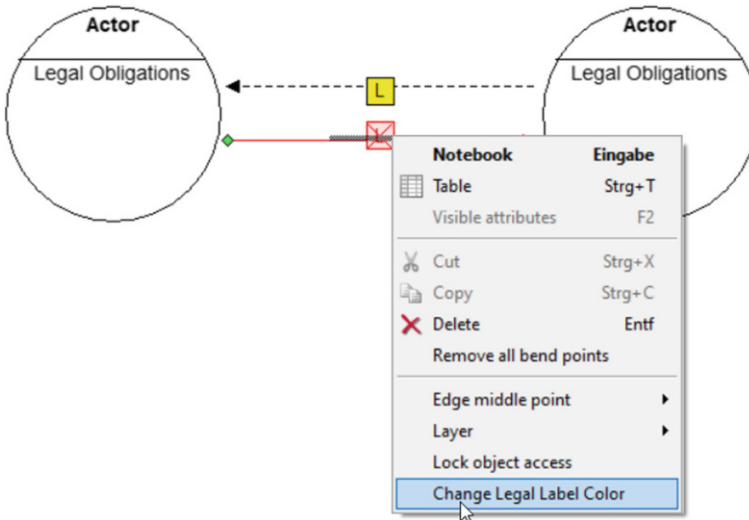 Actor
Legal Obligations
Actor
Legal Obligations
L
L
Notebook Eingabe
Table Strg+T
Visible attributes F2
Cut Strg+X
Copy Strg+C
Delete Entf
Remove all bend points
Edge middle point
Layer
Lock object access
Change Legal Label Color